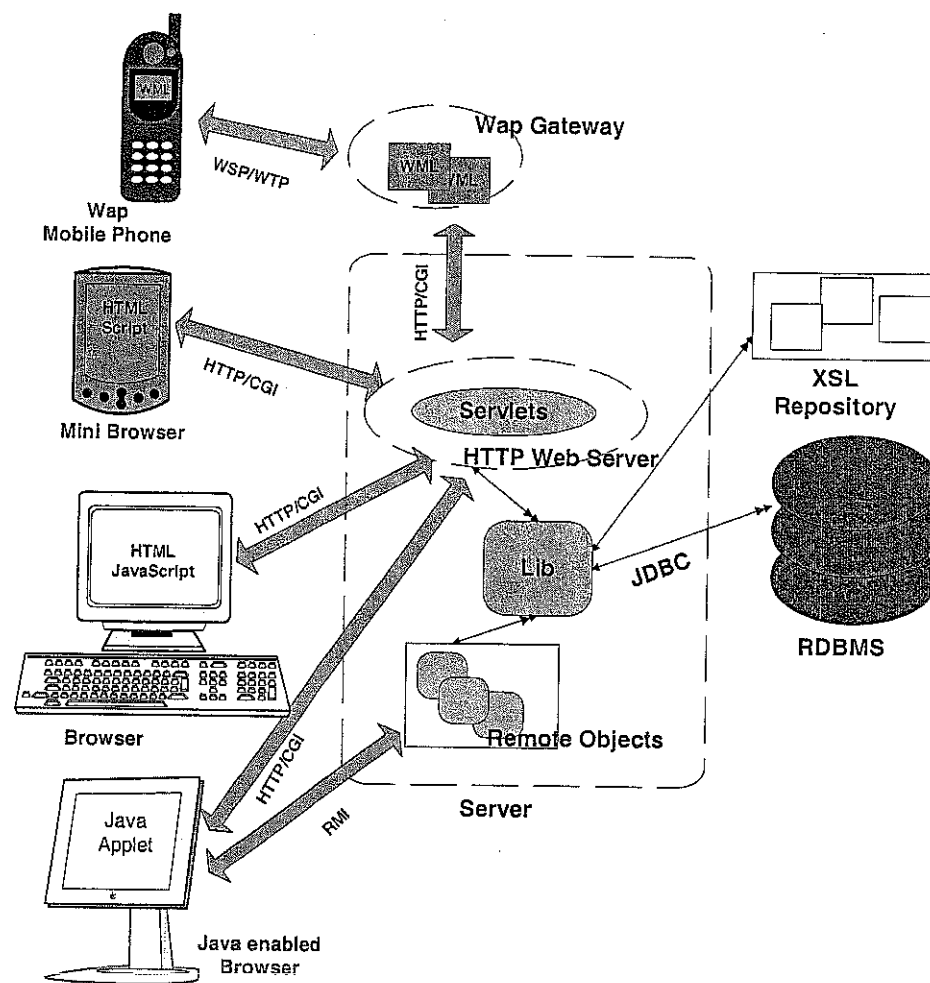 WML
Wap Gateway
WML
WML
WSP/WTP
Wap
Mobile Phone
HTTP/CGI
HTML
Script
HTTP/CGI
Mini Browser
Servlets
HTTP Web Server
XSL
Repository
HTTP/CGI
HTML
JavaScript
Lib
JDBC
RDBMS
Browser
Remote Objects
HTTP/CGI
RMI
Server
Java
Applet
Java enabled
Browser